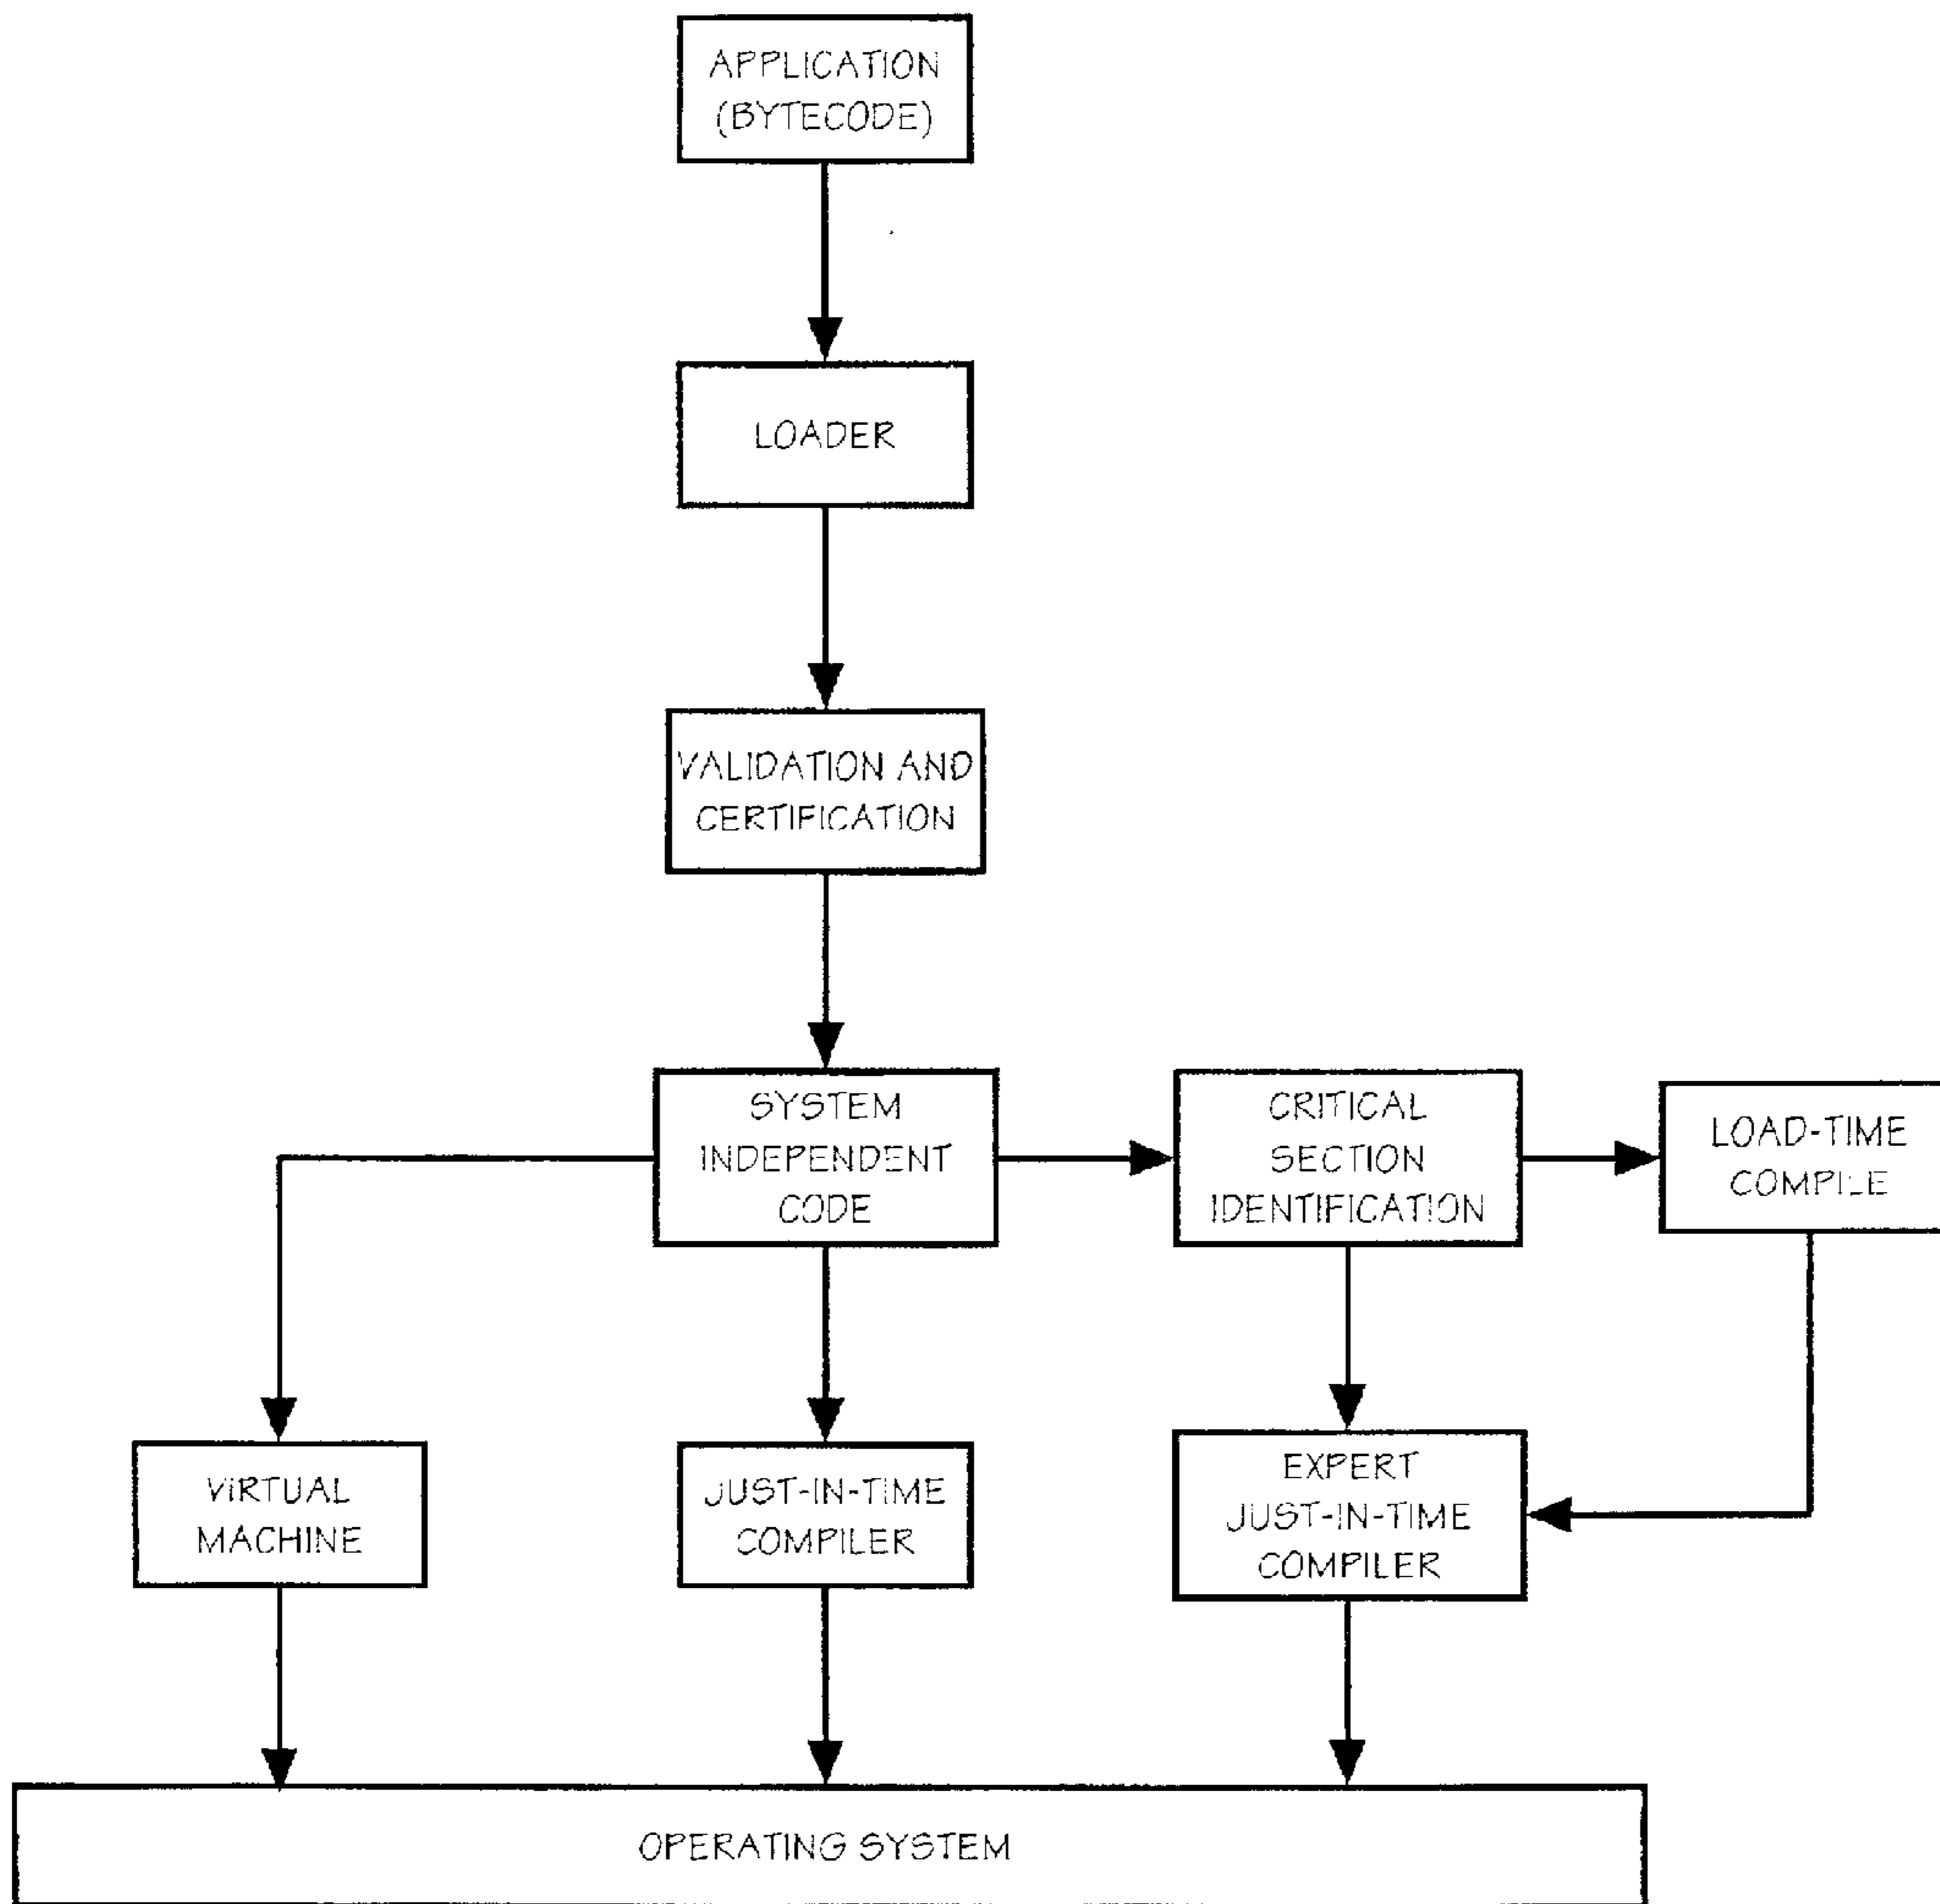 APPLICATION
(BYTECODE)
LOADER
VALIDATION AND
CERTIFICATION
SYSTEM
INDEPENDENT
CODE
CRITICAL
SECTION
IDENTIFICATION
LOAD-TIME
COMPILE
VIRTUAL
MACHINE
JUST-IN-TIME
COMPILER
EXPERT
JUST-IN-TIME
COMPILER
OPERATING SYSTEM